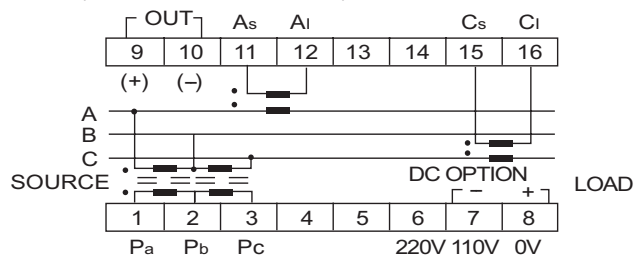 OUT As Al Cs Cl
9 10 11 12 13 14 15 16
(+) (–)
A
B
C
SOURCE DC OPTION LOAD
– +
1 2 3 4 5 6 7 8
Pa Pb Pc 220V 110V 0V